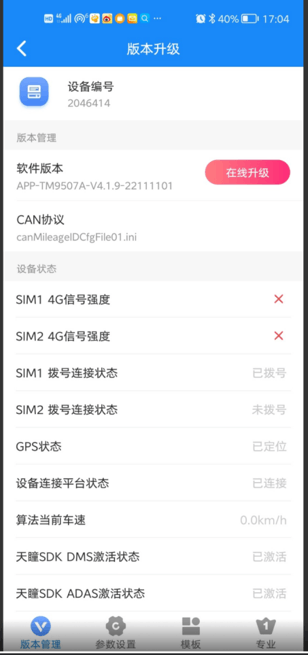 HD 4G 40% 17:04
版本升级
设备编号
2046414
版本管理
软件版本
APP-TM9507A-V4.1.9-22111101
在线升级
CAN协议
canMileageIDCfgFile01.ini
设备状态
SIM1 4G信号强度
SIM2 4G信号强度
SIM1 拨号连接状态 已拨号
SIM2 拨号连接状态 未拨号
GPS状态 已定位
设备连接平台状态 已连接
算法当前车速 0.0km/h
天瞳SDK DMS激活状态 已激活
天瞳SDK ADAS激活状态 已激活
版本管理 参数设置 模板 专业